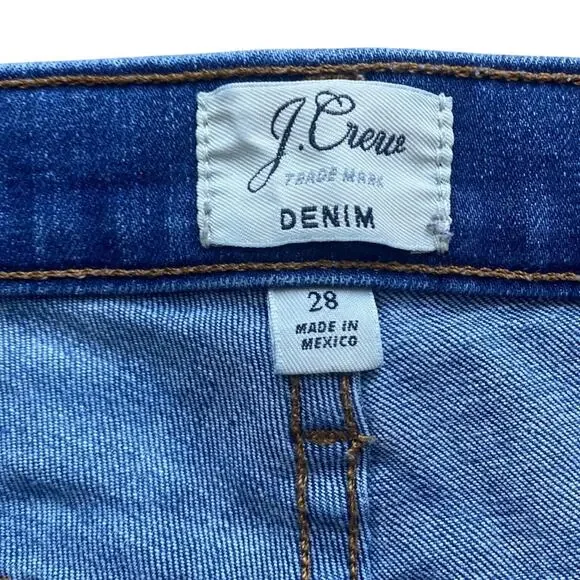 J.Crew
TRADE MARK
DENIM
28
MADE IN
MEXICO